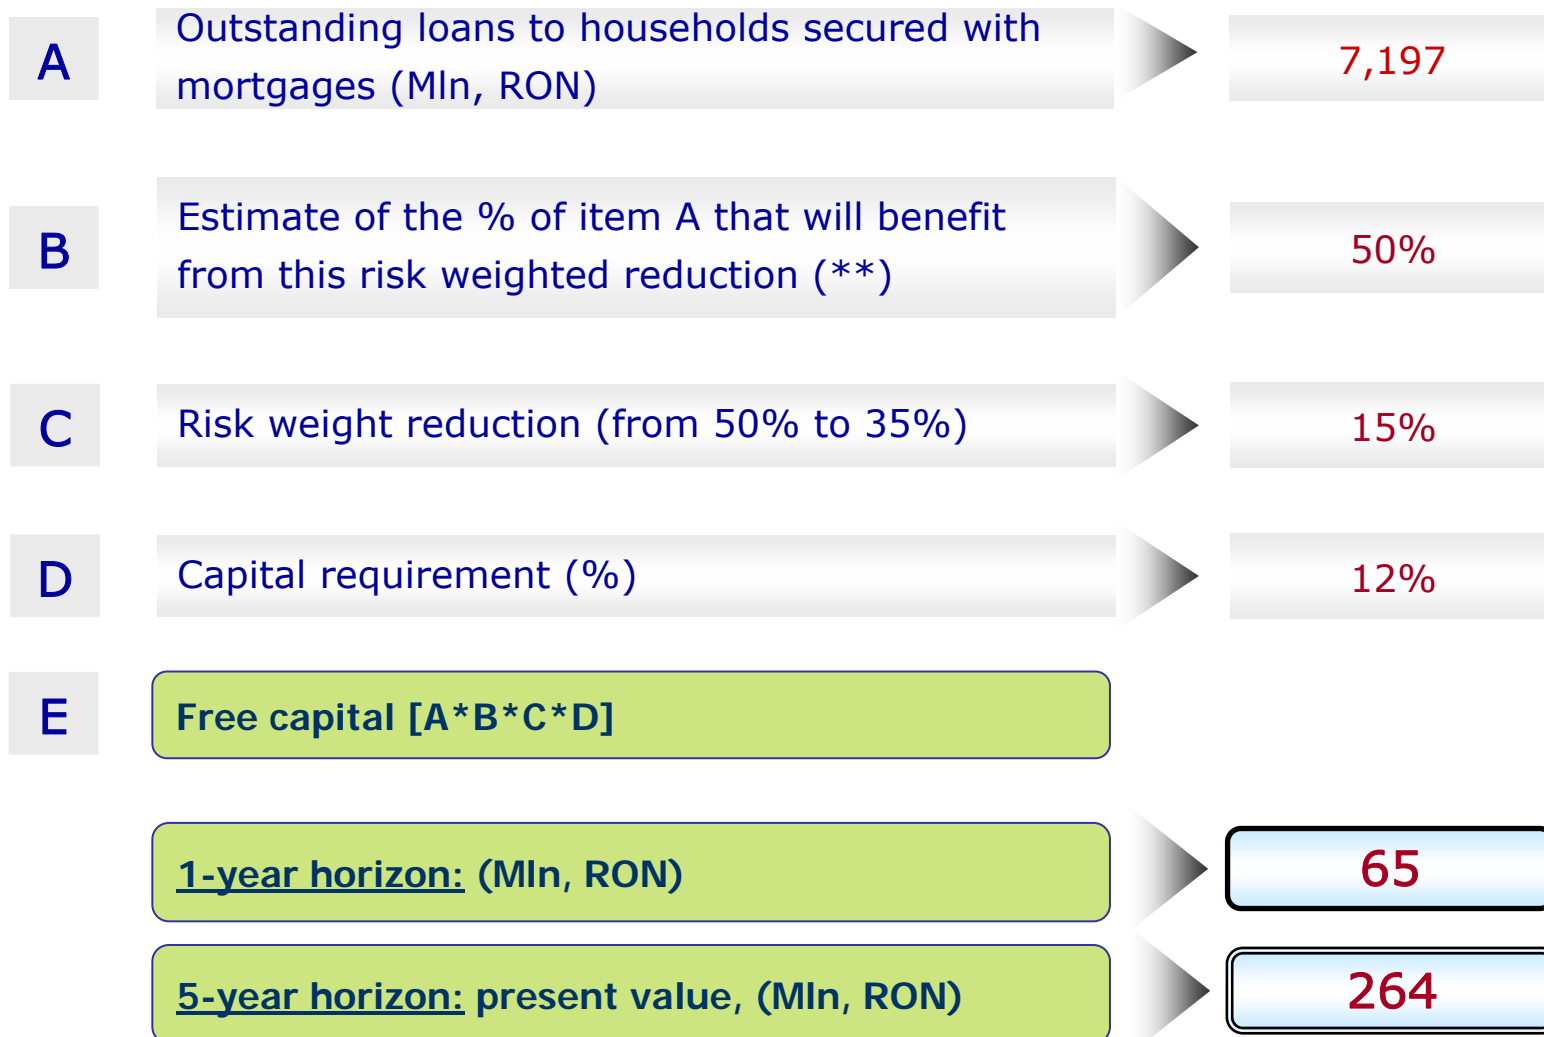 A
Outstanding loans to households secured with
mortgages (Mln, RON)
7,197
B
Estimate of the % of item A that will benefit
from this risk weighted reduction (**)
50%
C
Risk weight reduction (from 50% to 35%)
15%
D
Capital requirement (%)
12%
E
Free capital [A*B*C*D]
1-year horizon: (Mln, RON)
65
5-year horizon: present value, (Mln, RON)
264